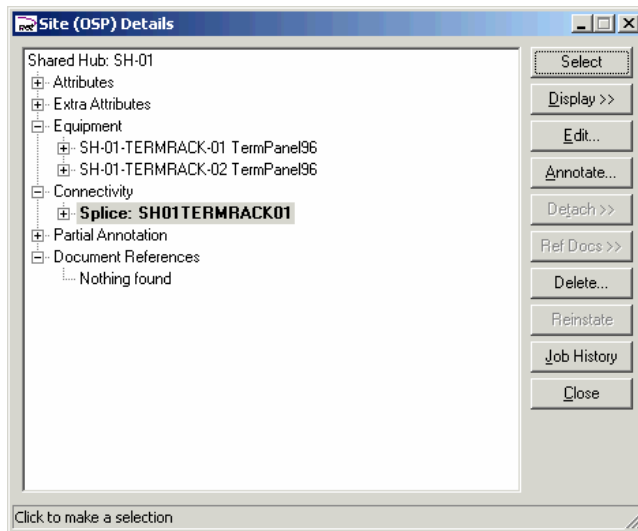 Site (OSP) Details
Shared Hub: SH-01
Attributes
Extra Attributes
Equipment
SH-01-TERMRACK-01 TermPanel96
SH-01-TERMRACK-02 TermPanel96
Connectivity
Splice: SH01TERMRACK01
Partial Annotation
Document References
Nothing found
Select
Display >>
Edit...
Annotate...
Detach >>
Ref Docs >>
Delete...
Reinstate
Job History
Close
Click to make a selection